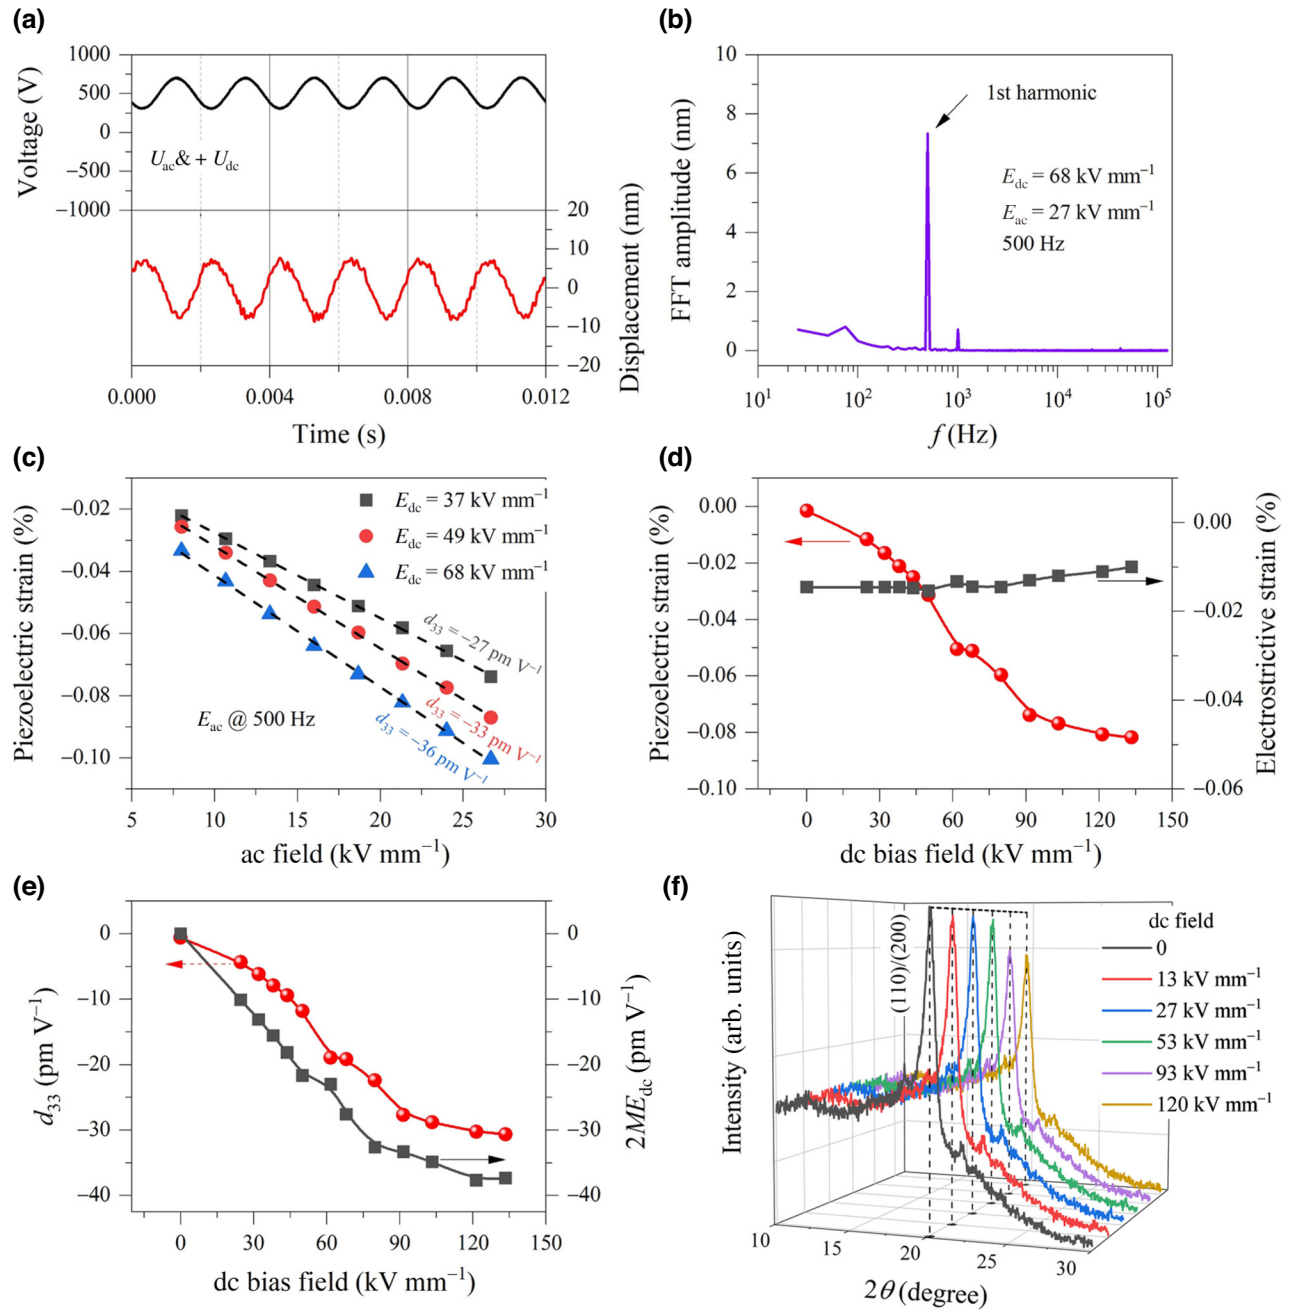 (a)
1000
500
0
−500
−1000
Voltage (V)
Uac& + Udc
20
10
0
−10
−20
Displacement (nm)
0.000 0.004 0.008 0.012
Time (s)
(b)
10
8
6
4
2
0
FFT amplitude (nm)
1st harmonic
Edc = 68 kV mm−1
Eac = 27 kV mm−1
500 Hz
10^1 10^2 10^3 10^4 10^5
f (Hz)
(c)
−0.02
−0.04
−0.06
−0.08
−0.10
Piezoelectric strain (%)
Edc = 37 kV mm−1
Edc = 49 kV mm−1
Edc = 68 kV mm−1
d33 = −27 pm V−1
d33 = −33 pm V−1
d33 = −36 pm V−1
Eac @ 500 Hz
5 10 15 20 25 30
ac field (kV mm−1)
(d)
0.00
−0.02
−0.04
−0.06
−0.08
−0.10
Piezoelectric strain (%)
0.00
−0.02
−0.04
−0.06
Electrostrictive strain (%)
0 30 60 90 120 150
dc bias field (kV mm−1)
(e)
0
−10
−20
−30
−40
d33 (pm V−1)
0
−10
−20
−30
−40
2MEdc (pm V−1)
0 30 60 90 120 150
dc bias field (kV mm−1)
(f)
Intensity (arb. units)
(110)/(200)
dc field
0
13 kV mm−1
27 kV mm−1
53 kV mm−1
93 kV mm−1
120 kV mm−1
10 15 20 25 30
2θ (degree)